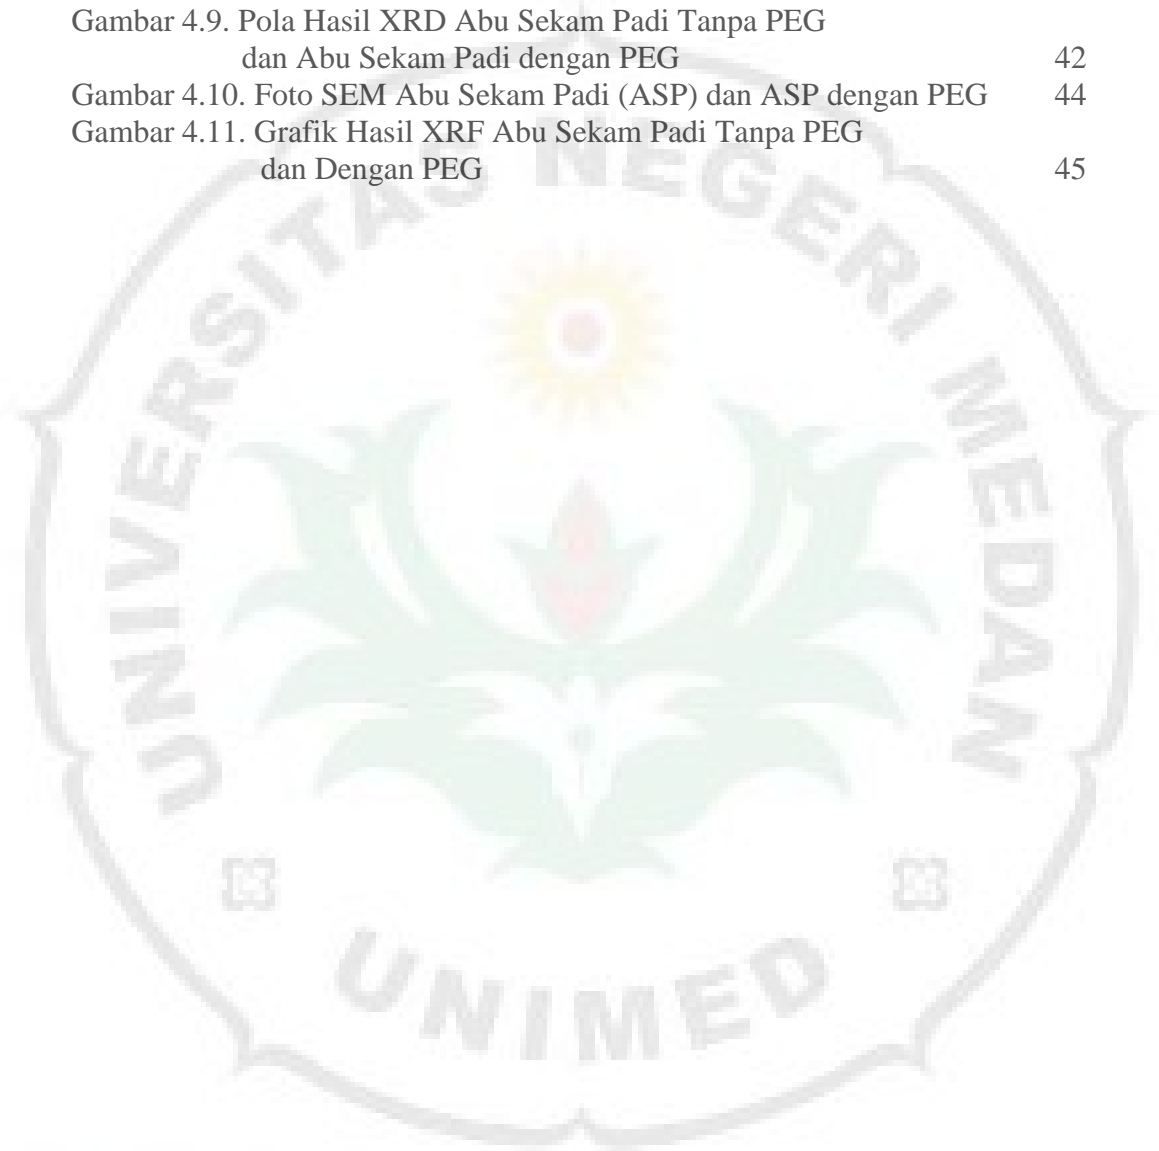 Gambar 4.9. Pola Hasil XRD Abu Sekam Padi Tanpa PEG
dan Abu Sekam Padi dengan PEG 42
Gambar 4.10. Foto SEM Abu Sekam Padi (ASP) dan ASP dengan PEG 44
Gambar 4.11. Grafik Hasil XRF Abu Sekam Padi Tanpa PEG
dan Dengan PEG 45
UNIVERSITAS NEGERI MEDAN
UNIMED